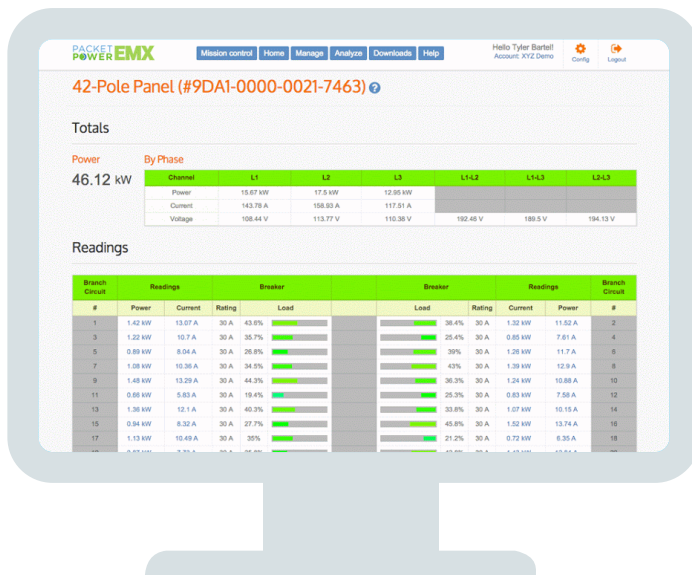 PACKET POWER EMX
Mission control Home Manage Analyze Downloads Help
Hello Tyler Bartel!
Account: XYZ Demo
Config
Logout
42-Pole Panel (#9DA1-0000-0021-7463) ?
Totals
Power
46.12 kW
By Phase
Channel L1 L2 L3 L1-L2 L1-L3 L2-L3
Power 15.67 kW 17.5 kW 12.95 kW
Current 143.78 A 158.93 A 117.51 A
Voltage 108.44 V 113.77 V 110.38 V 192.46 V 189.5 V 194.13 V
Readings
Branch Circuit Readings Breaker Breaker Readings Branch Circuit
# Power Current Rating Load Load Rating Current Power #
1 1.42 kW 13.07 A 30 A 43.6% 38.4% 30 A 1.32 kW 11.52 A 2
3 1.22 kW 10.7 A 30 A 35.7% 25.4% 30 A 0.85 kW 7.61 A 4
5 0.89 kW 8.04 A 30 A 26.8% 39% 30 A 1.28 kW 11.7 A 6
7 1.08 kW 10.36 A 30 A 34.5% 43% 30 A 1.39 kW 12.9 A 8
9 1.48 kW 13.29 A 30 A 44.3% 36.3% 30 A 1.24 kW 10.88 A 10
11 0.66 kW 5.83 A 30 A 19.4% 25.3% 30 A 0.83 kW 7.58 A 12
13 1.36 kW 12.1 A 30 A 40.3% 33.8% 30 A 1.07 kW 10.15 A 14
15 0.94 kW 8.32 A 30 A 27.7% 45.8% 30 A 1.52 kW 13.74 A 16
17 1.13 kW 10.49 A 30 A 35% 21.2% 30 A 0.72 kW 6.35 A 18